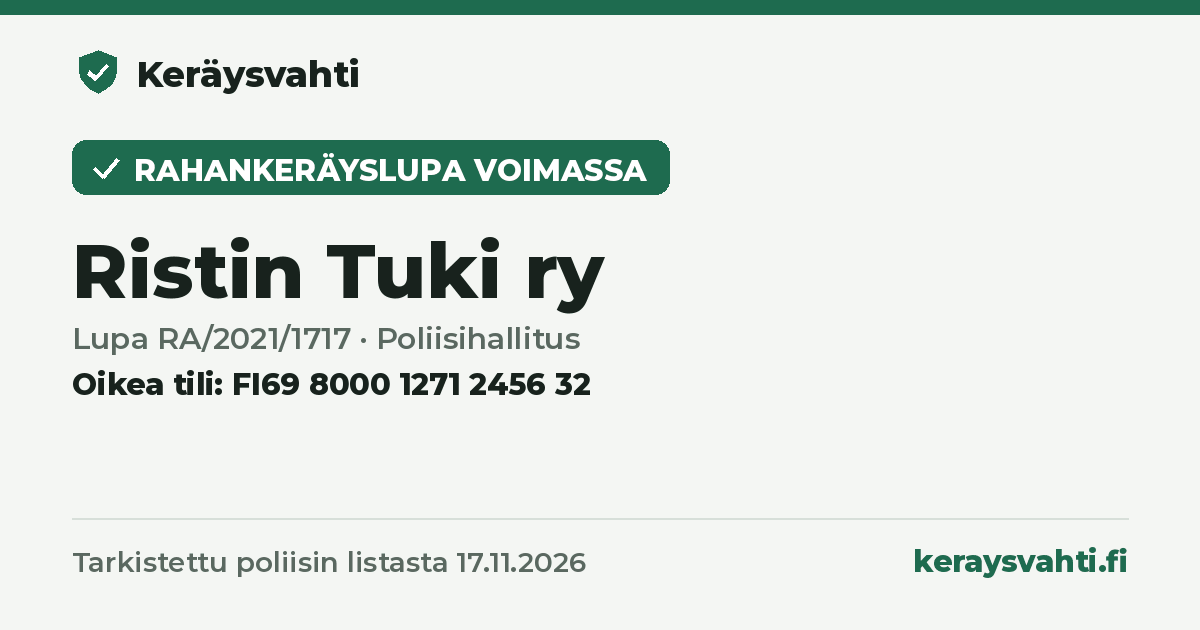 Keräysvahti
RAHANKERÄYSLUPA VOIMASSA
Ristin Tuki ry
Lupa RA/2021/1717 · Poliisihallitus
Oikea tili: FI69 8000 1271 2456 32
Tarkistettu poliisin listasta 17.11.2026
keraysvahti.fi